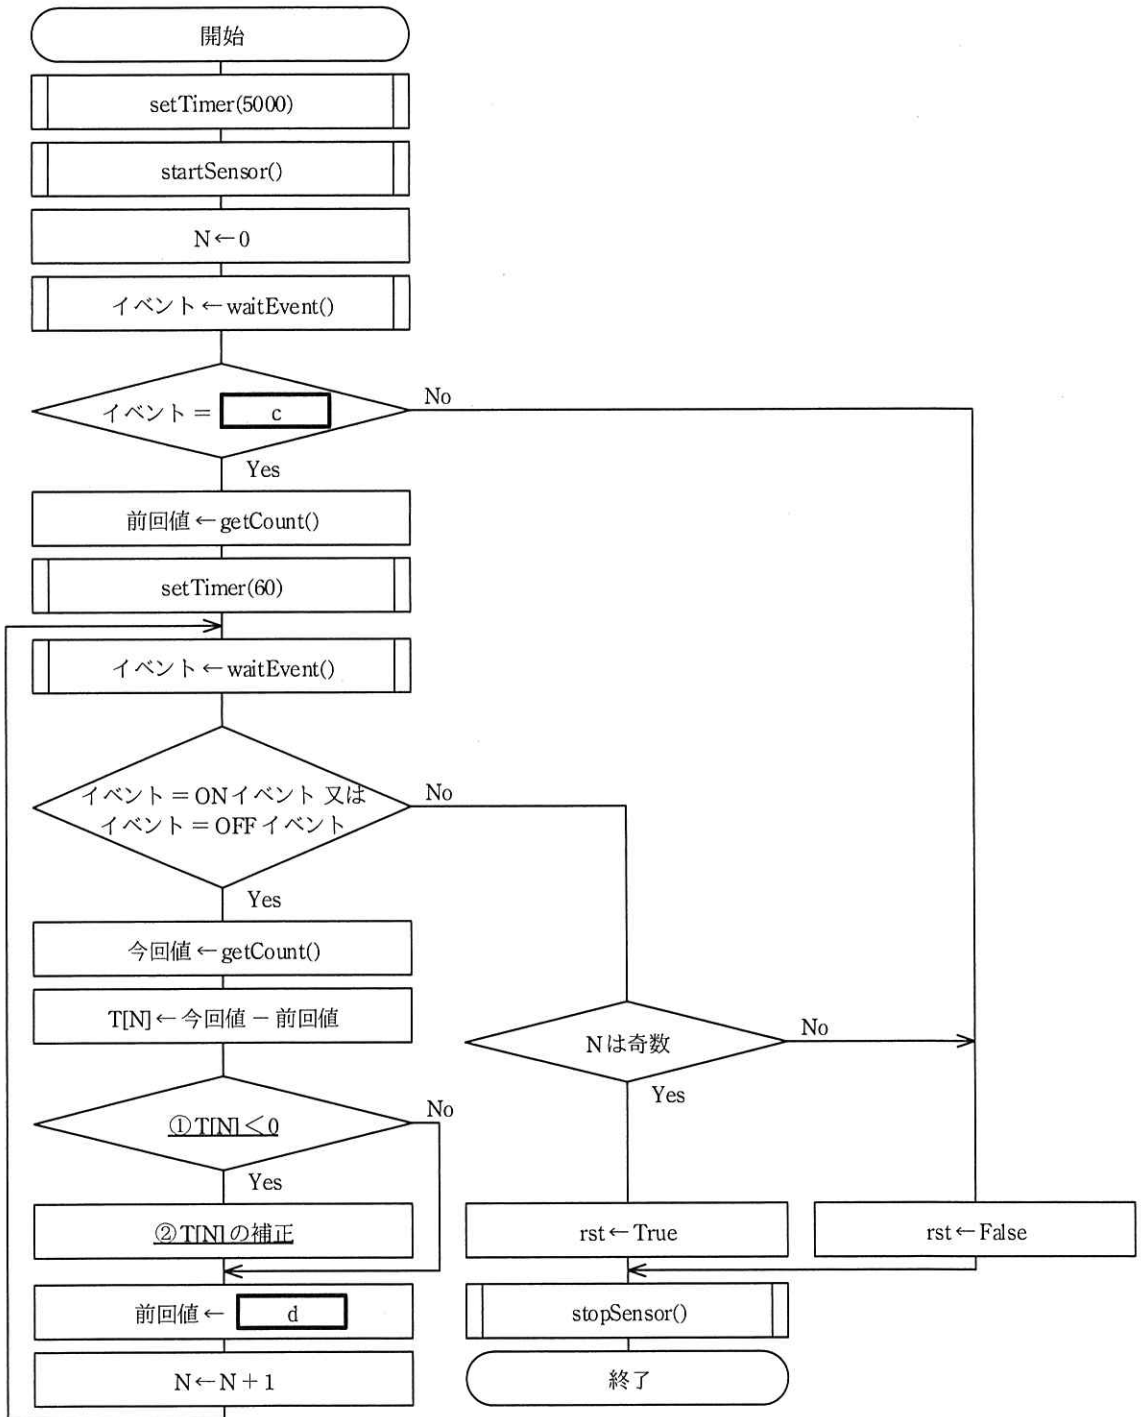 開始
setTimer(5000)
startSensor()
N←0
イベント←waitEvent()
イベント = c
No
Yes
前回値←getCount()
setTimer(60)
イベント←waitEvent()
イベント = ONイベント 又は
イベント = OFFイベント
No
Yes
今回値←getCount()
T[N]←今回値 − 前回値
①T[N]<0
No
Yes
②T[N]の補正
前回値← d
N←N+1
Nは奇数
No
Yes
rst←True
rst←False
stopSensor()
終了